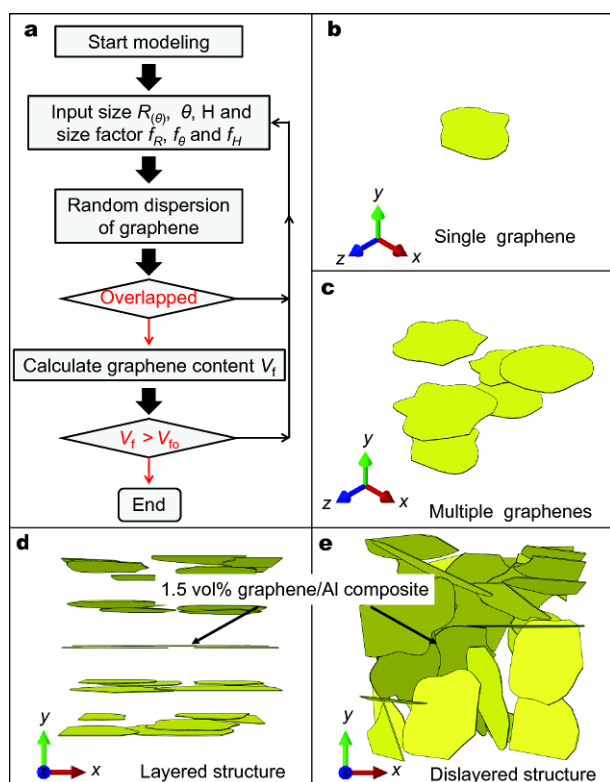 a
Start modeling
Input size R(θ), θ, H and
size factor fR, fθ and fH
Random dispersion
of graphene
Overlapped
Calculate graphene content Vf
Vf > Vfo
End
b
y
z
x
Single graphene
c
y
z
x
Multiple graphenes
d
1.5 vol% graphene/Al composite
y
z
x
Layered structure
e
y
z
x
Dislayered structure